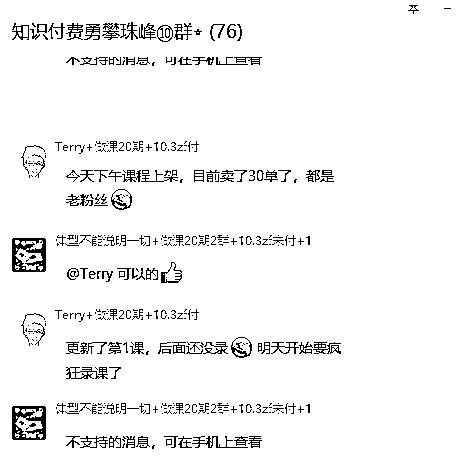 知识付费勇攀珠峰⑩群 (76)
不支持的消息，可在手机上查看
Terry+做课20期+10.3zf付
今天下午课程上架，目前卖了30单了，都是
老粉丝
体型不能说明一切+做课20期2群+10.3zf未付+1
@Terry 可以的
Terry+做课20期+10.3zf付
更新了第1课，后面还没录 明天开始要疯
狂录课了
体型不能说明一切+做课20期2群+10.3zf未付+1
不支持的消息，可在手机上查看